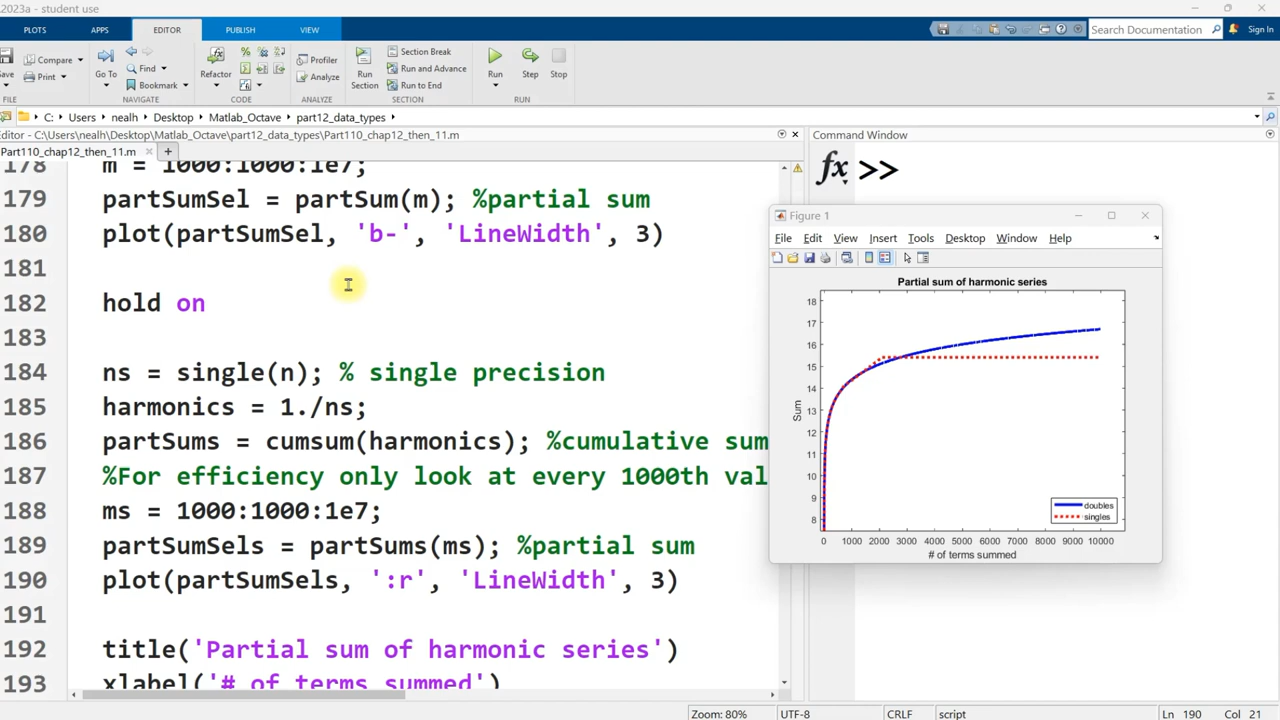 2023a - student use
PLOTS APPS EDITOR PUBLISH VIEW
Search Documentation
Sign In
Compare
Print
FILE
Go To
Find
Bookmark
NAVIGATE
Refactor
CODE
Profiler
Analyze
ANALYZE
Run
Section
Section Break
Run and Advance
Run to End
SECTION
Run
Step
Stop
RUN
C: Users nealh Desktop Matlab_Octave part12_data_types
Editor - C:\Users\nealh\Desktop\Matlab_Octave\part12_data_types\Part110_chap12_then_11.m
Part110_chap12_then_11.m
178 m = 1000:1000:1e7;
179 partSumSel = partSum(m); %partial sum
180 plot(partSumSel, 'b-', 'LineWidth', 3)
181
182 hold on
183
184 ns = single(n); % single precision
185 harmonics = 1./ns;
186 partSums = cumsum(harmonics); %cumulative sum
187 %For efficiency only look at every 1000th val
188 ms = 1000:1000:1e7;
189 partSumSels = partSums(ms); %partial sum
190 plot(partSumSels, ':r', 'LineWidth', 3)
191
192 title('Partial sum of harmonic series')
193 xlabel('# of terms summed')
Command Window
fx >>
Figure 1
File Edit View Insert Tools Desktop Window Help
Partial sum of harmonic series
18
17
16
15
14
13
12
11
10
9
8
Sum
0 1000 2000 3000 4000 5000 6000 7000 8000 9000 10000
# of terms summed
doubles
singles
Zoom: 80% UTF-8 CRLF script Ln 190 Col 21